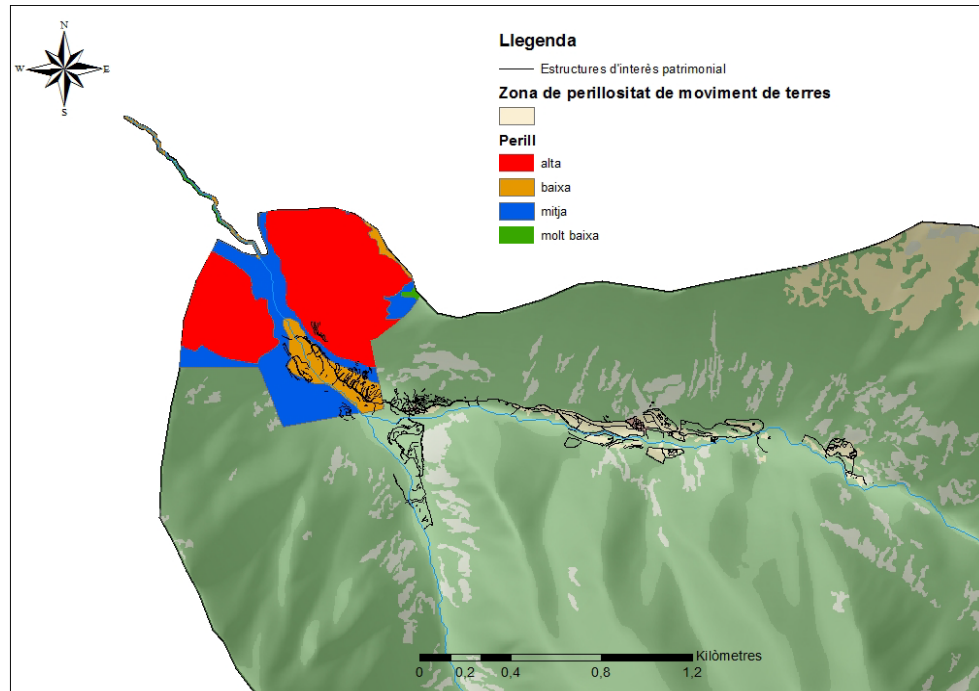 N
W
E
S
Llegenda
Estructures d'interès patrimonial
Zona de perillositat de moviment de terres
Perill
alta
baixa
mitja
molt baixa
Kilòmetres
0 0,2 0,4 0,8 1,2